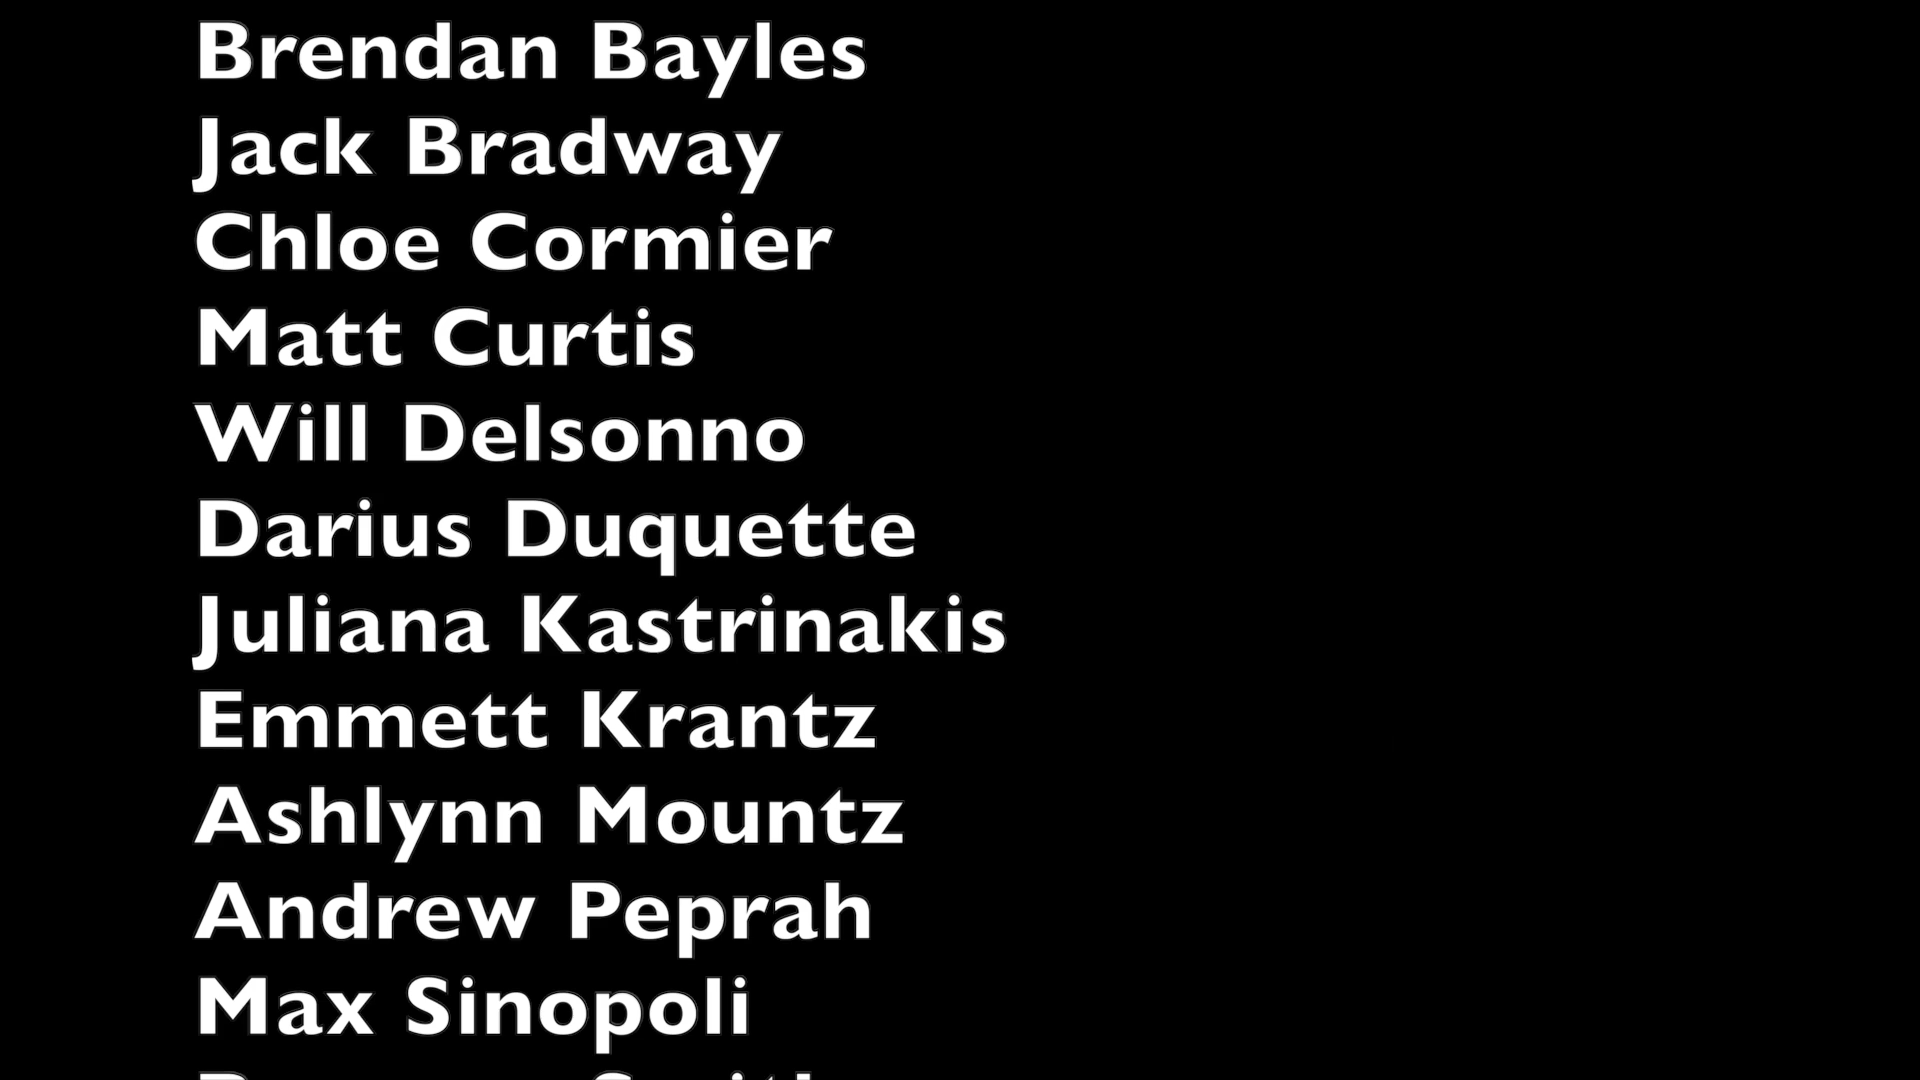 Brendan Bayles
Jack Bradway
Chloe Cormier
Matt Curtis
Will Delsonno
Darius Duquette
Juliana Kastrinakis
Emmett Krantz
Ashlynn Mountz
Andrew Peprah
Max Sinopoli